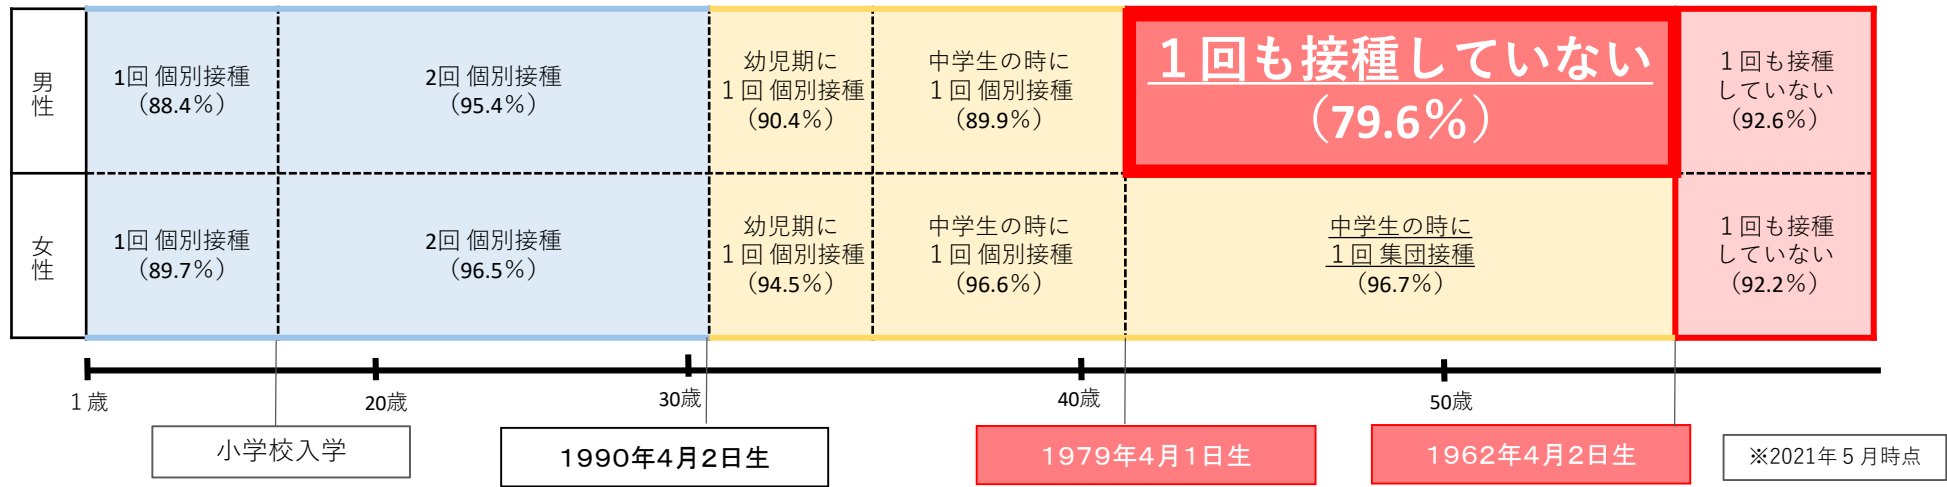 男性
1回 個別接種
（88.4％）
2回 個別接種
（95.4％）
幼児期に
１回 個別接種
（90.4％）
中学生の時に
１回 個別接種
（89.9％）
１回も接種していない
（79.6％）
１回も接種
していない
（92.6％）
女性
1回 個別接種
（89.7％）
2回 個別接種
（96.5％）
幼児期に
１回 個別接種
（94.5％）
中学生の時に
１回 個別接種
（96.6％）
中学生の時に
１回 集団接種
（96.7％）
１回も接種
していない
（92.2％）
１歳
20歳
30歳
40歳
50歳
小学校入学
1990年4月2日生
1979年4月1日生
1962年4月2日生
※2021年５月時点